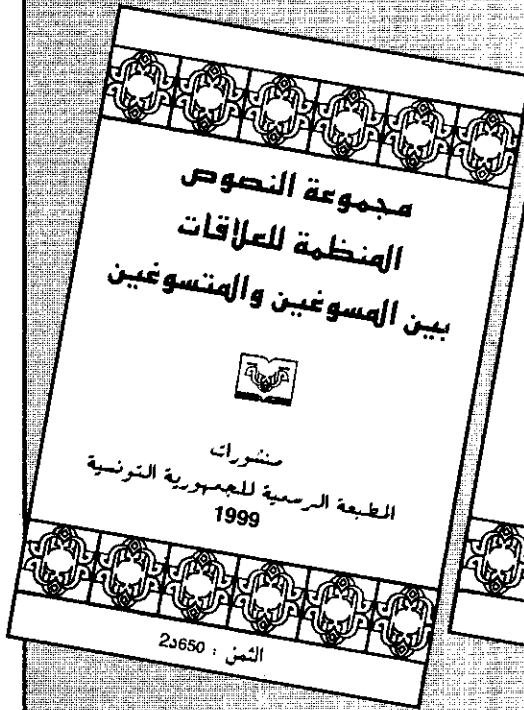 مجموعة النصوص
المنظمة للعلاقات
بين المسوغين والمتسوغين
منشورات
المطبعة الرسمية للجمهورية التونسية
1999
الثمن : 2د650